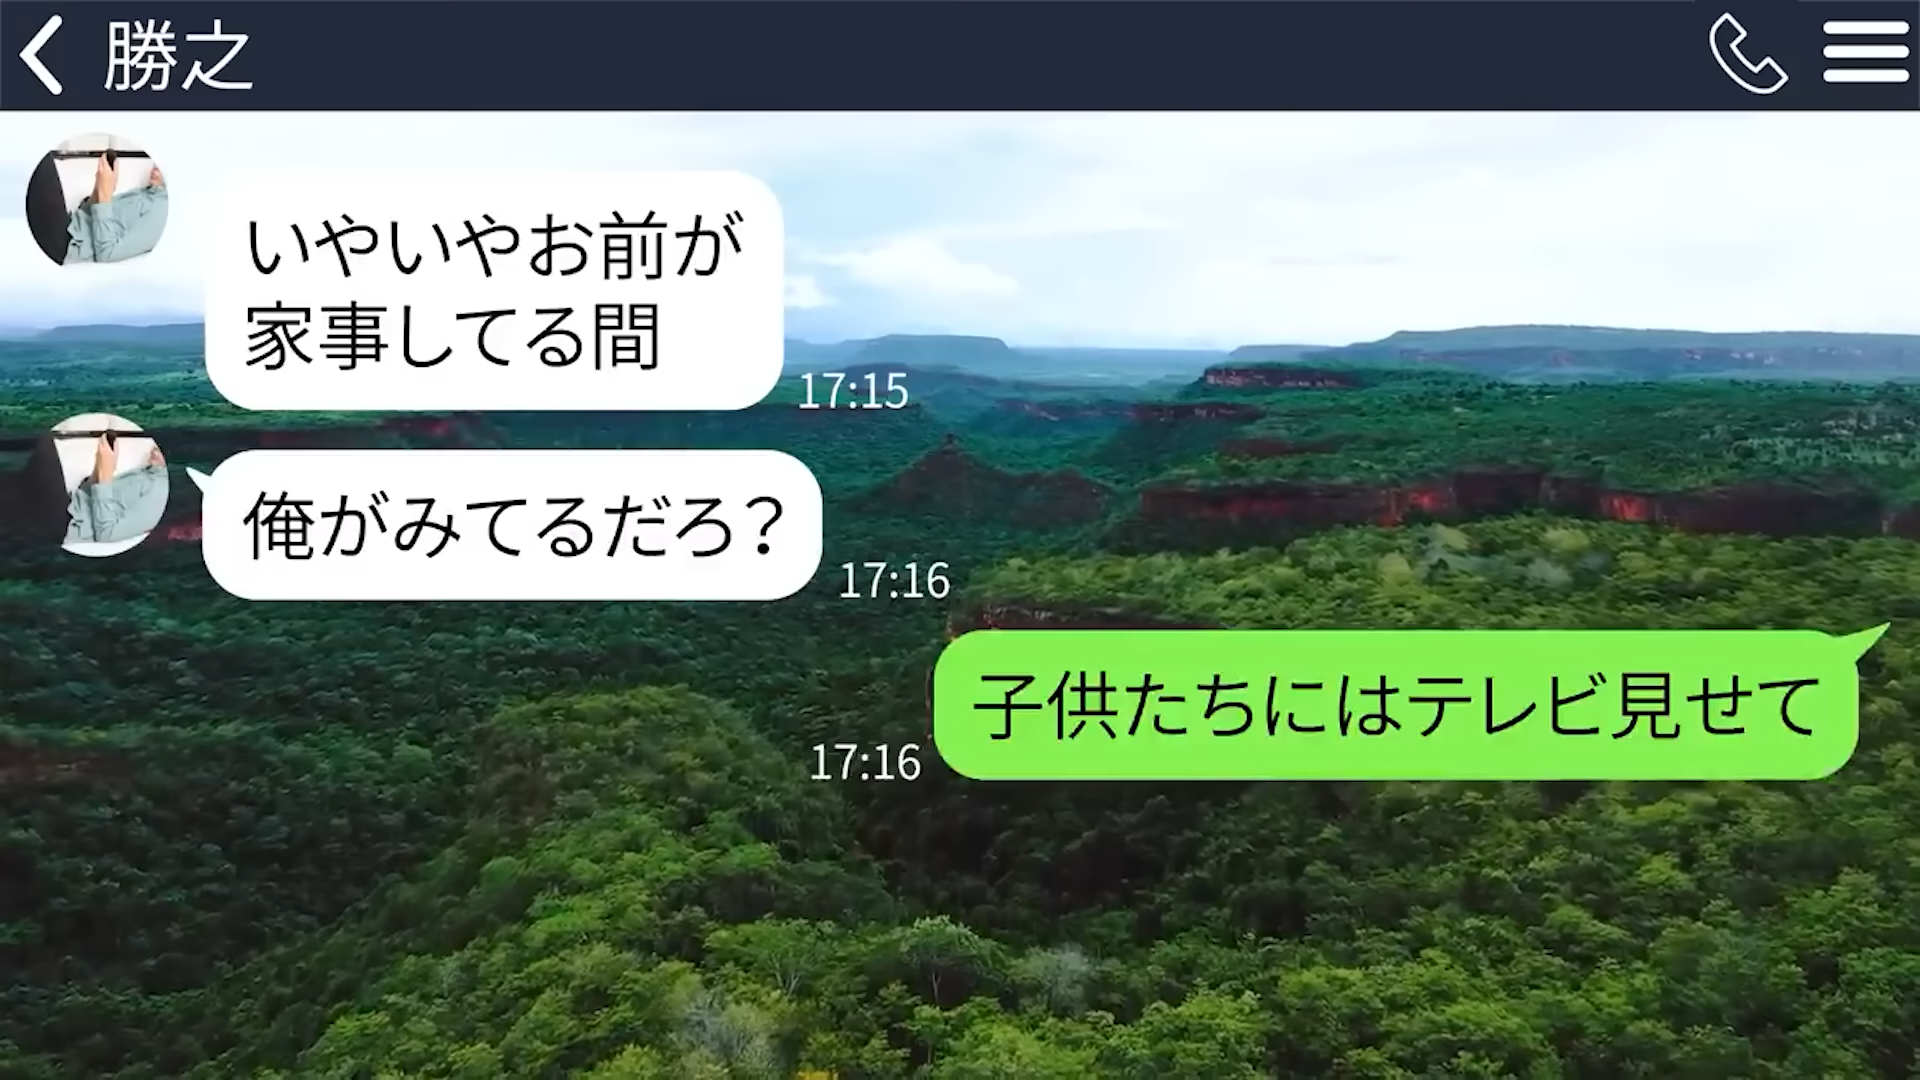 勝之
いやいやお前が
家事してる間
17:15
俺がみてるだろ？
17:16
子供たちにはテレビ見せて
17:16